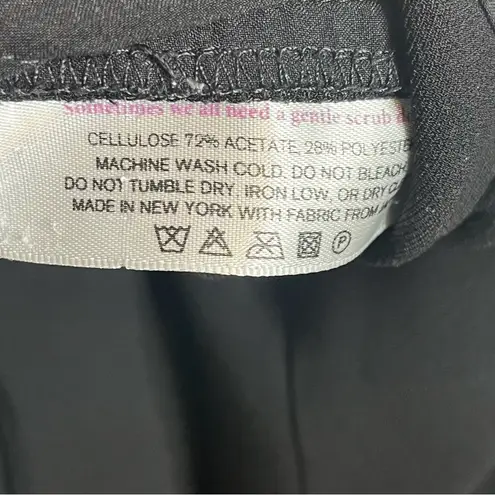 Sometimes we all need a gentle scrub
CELLULOSE 72% ACETATE, 28% POLYESTE
MACHINE WASH COLD. DO NOT BLEACH
DO NOT TUMBLE DRY, IRON LOW, OR DRY
MADE IN NEW YORK WITH FABRIC FROM
P